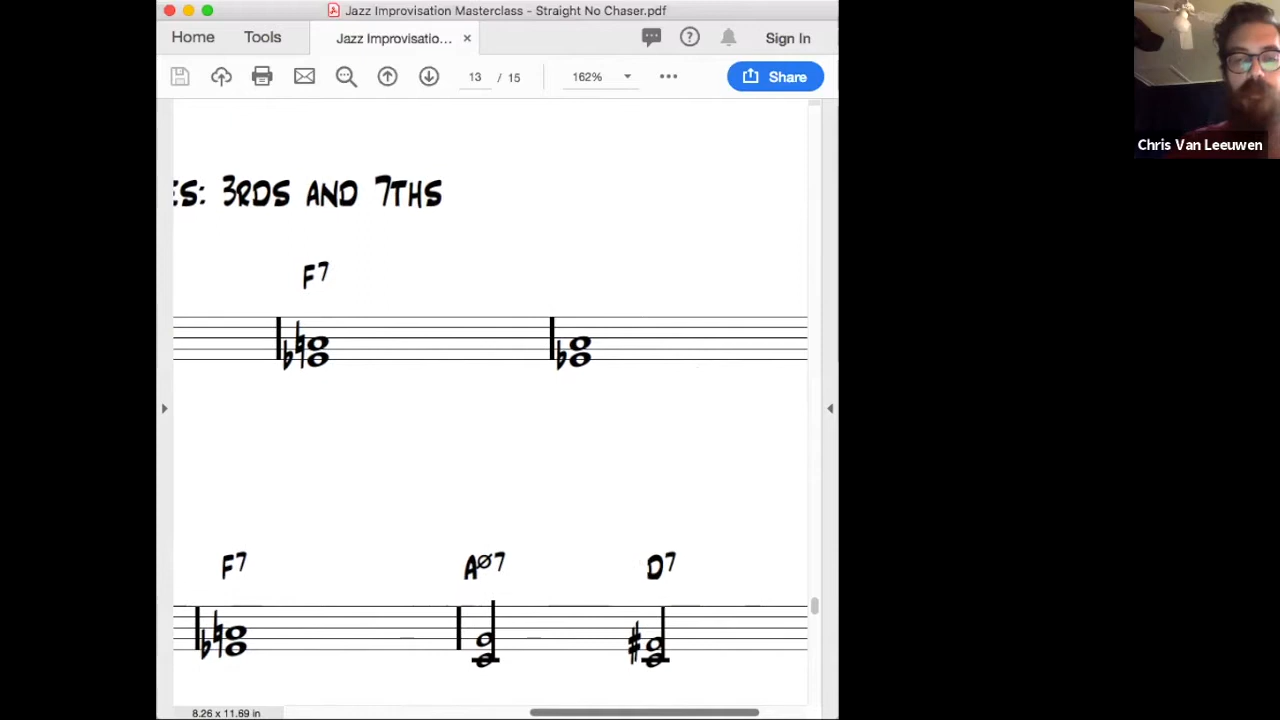 Jazz Improvisation Masterclass - Straight No Chaser.pdf
Home Tools Jazz Improvisatio... × Sign In
13 / 15 162% Share
Chris Van Leeuwen
ES: 3RDS AND 7THS
F7
F7 AØ7 D7
8.26 x 11.69 in